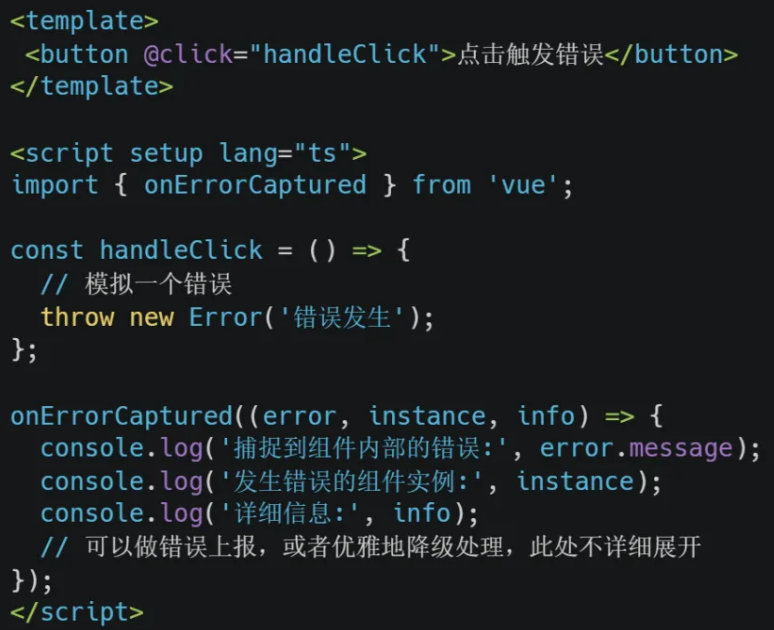 <template>
 <button @click="handleClick">点击触发错误</button>
</template>

<script setup lang="ts">
import { onErrorCaptured } from 'vue';

const handleClick = () => {
  // 模拟一个错误
  throw new Error('错误发生');
};

onErrorCaptured((error, instance, info) => {
  console.log('捕捉到组件内部的错误:', error.message);
  console.log('发生错误的组件实例:', instance);
  console.log('详细信息:', info);
  // 可以做错误上报，或者优雅地降级处理，此处不详细展开
});
</script>